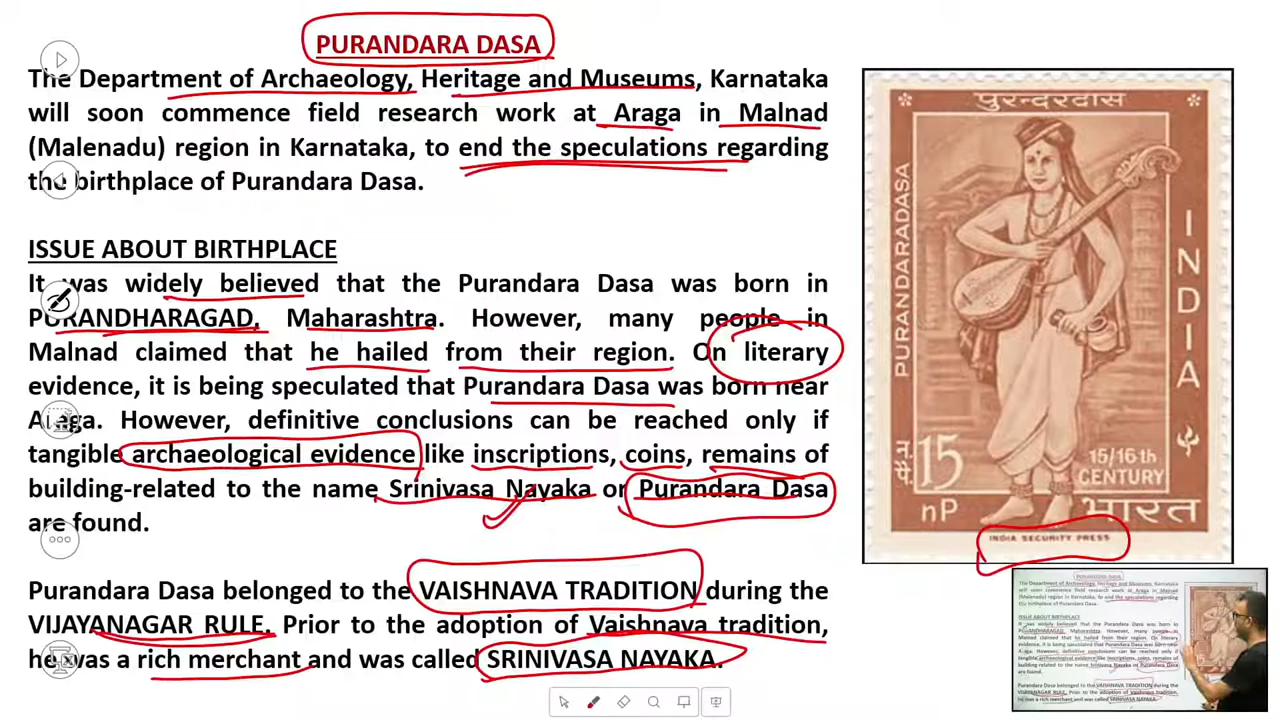 PURANDARA DASA
The Department of Archaeology, Heritage and Museums, Karnataka
will soon commence field research work at Araga in Malnad
(Malenadu) region in Karnataka, to end the speculations regarding
the birthplace of Purandara Dasa.
ISSUE ABOUT BIRTHPLACE
It was widely believed that the Purandara Dasa was born in
PURANDHARAGAD, Maharashtra. However, many people in
Malnad claimed that he hailed from their region. On literary
evidence, it is being speculated that Purandara Dasa was born near
Araga. However, definitive conclusions can be reached only if
tangible archaeological evidence like inscriptions, coins, remains of
building-related to the name Srinivasa Nayaka or Purandara Dasa
are found.
Purandara Dasa belonged to the VAISHNAVA TRADITION during the
VIJAYANAGAR RULE. Prior to the adoption of Vaishnava tradition,
he was a rich merchant and was called SRINIVASA NAYAKA.
पुरन्दरदास
PURANDARADASA
INDIA
न.पै. 15
nP
15/16th
CENTURY
भारत
INDIA SECURITY PRESS